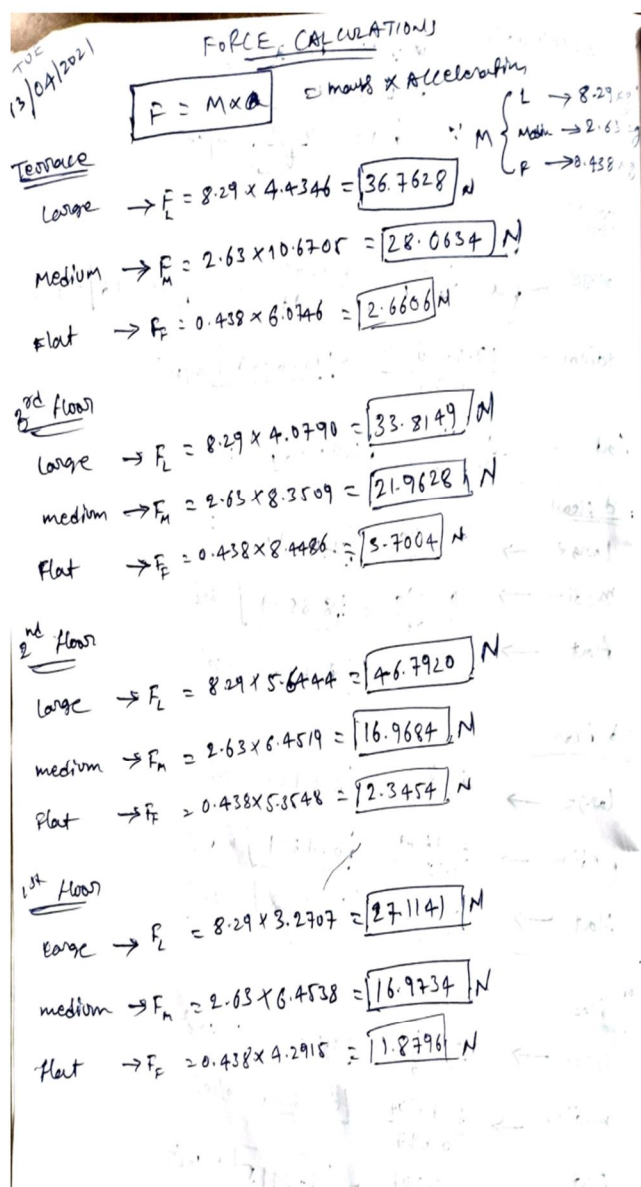 TUE
13/04/2021
FORCE CALCULATIONS
F = M×a = mass × Acceleration
∵ M { L → 8.29
→ 2.63
F → 0.438
Terrace
Large → F_L = 8.29 × 4.4346 = 36.7628 N
Medium → F_M = 2.63 × 10.6705 = 28.0634 N
Flat → F_F = 0.438 × 6.0746 = 2.6606 N
3rd floor
Large → F_L = 8.29 × 4.0790 = 33.8149 N
medium → F_M = 2.63 × 8.3509 = 21.9628 N
Flat → F_F = 0.438 × 8.4486 = 3.7004 N
2nd floor
Large → F_L = 8.29 × 5.6444 = 46.7920 N
medium → F_M = 2.63 × 6.4519 = 16.9684 N
Flat → F_F = 0.438 × 5.3548 = 2.3454 N
1st floor
Large → F_L = 8.29 × 3.2707 = 27.1141 N
medium → F_M = 2.63 × 6.4538 = 16.9734 N
Flat → F_F = 0.438 × 4.2915 = 1.8796 N